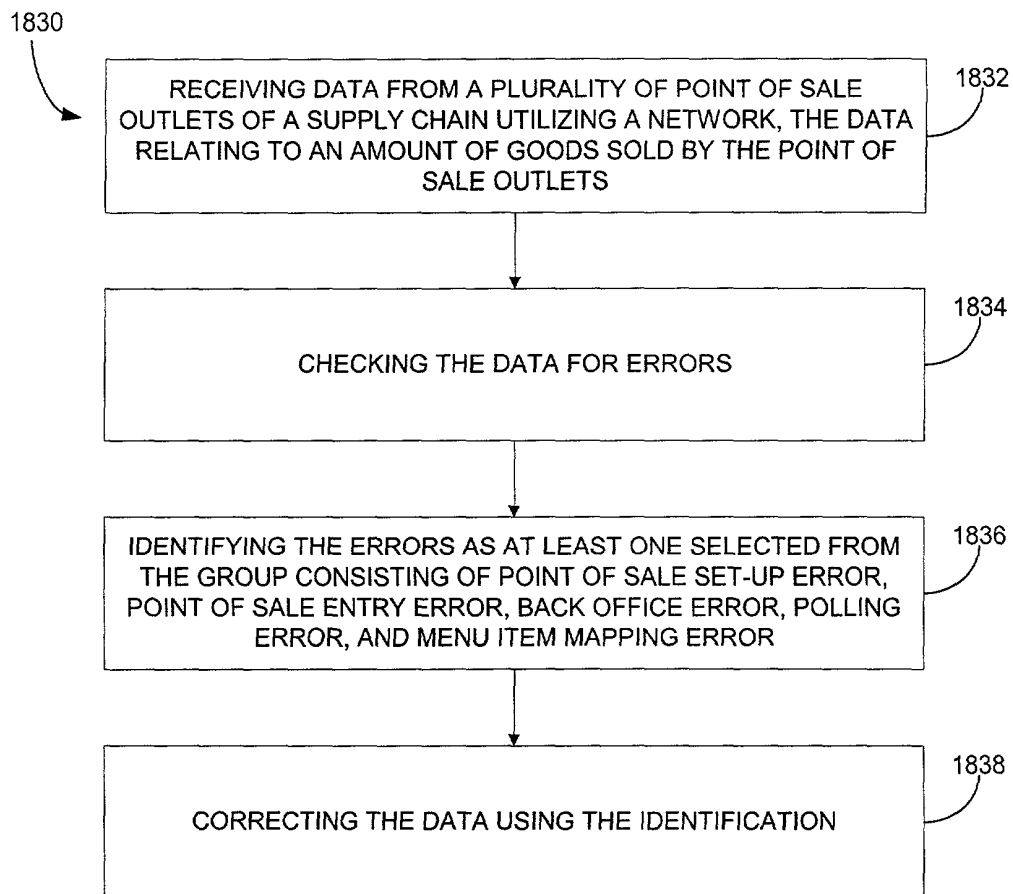 1830
RECEIVING DATA FROM A PLURALITY OF POINT OF SALE
OUTLETS OF A SUPPLY CHAIN UTILIZING A NETWORK, THE DATA
RELATING TO AN AMOUNT OF GOODS SOLD BY THE POINT OF
SALE OUTLETS
1832
CHECKING THE DATA FOR ERRORS
1834
IDENTIFYING THE ERRORS AS AT LEAST ONE SELECTED FROM
THE GROUP CONSISTING OF POINT OF SALE SET-UP ERROR,
POINT OF SALE ENTRY ERROR, BACK OFFICE ERROR, POLLING
ERROR, AND MENU ITEM MAPPING ERROR
1836
CORRECTING THE DATA USING THE IDENTIFICATION
1838